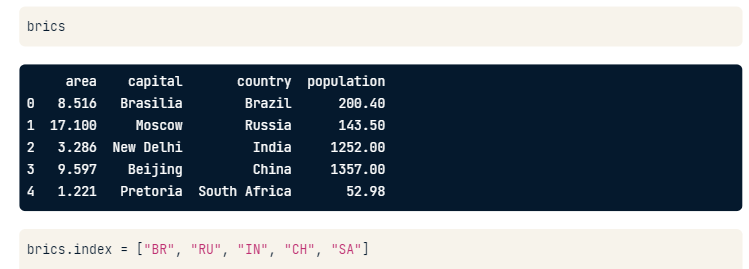 brics
area capital country population
0 8.516 Brasilia Brazil 200.40
1 17.100 Moscow Russia 143.50
2 3.286 New Delhi India 1252.00
3 9.597 Beijing China 1357.00
4 1.221 Pretoria South Africa 52.98
brics.index = ["BR", "RU", "IN", "CH", "SA"]